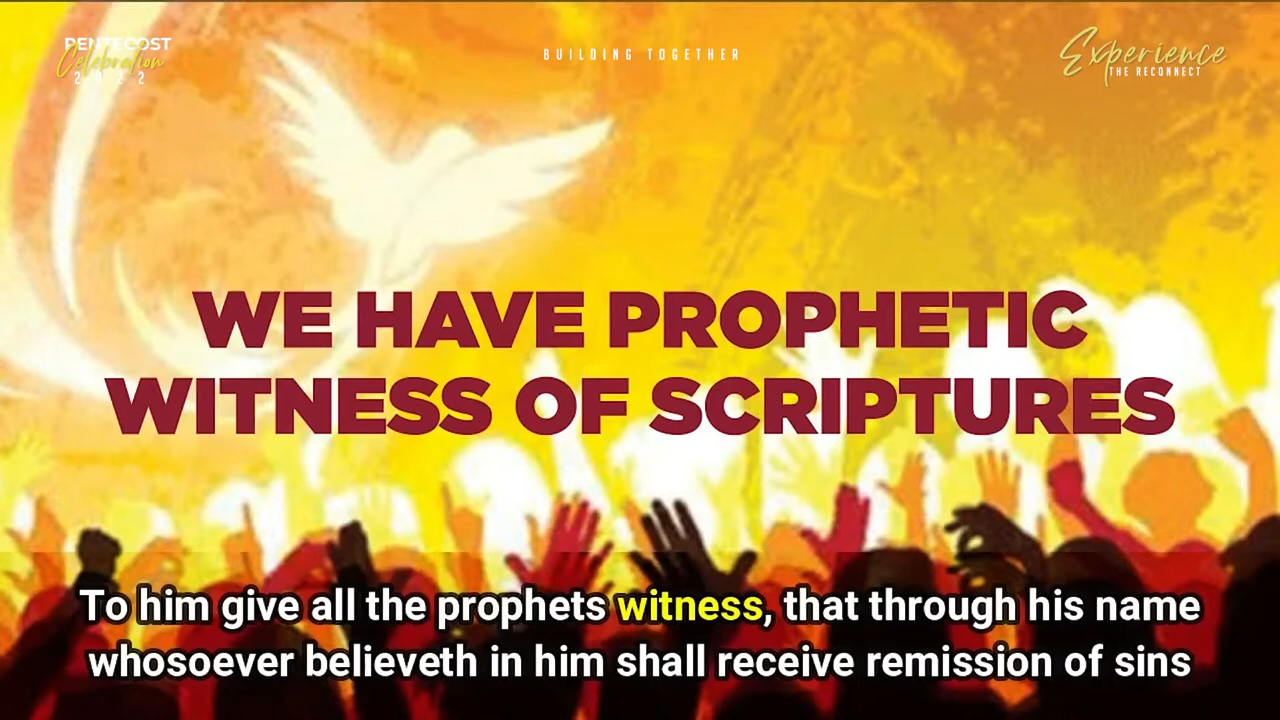 PENTECOST
Celebration
2022
BUILDING TOGETHER
Experience
THE RECONNECT
WE HAVE PROPHETIC
WITNESS OF SCRIPTURES
To him give all the prophets witness, that through his name
whosoever believeth in him shall receive remission of sins